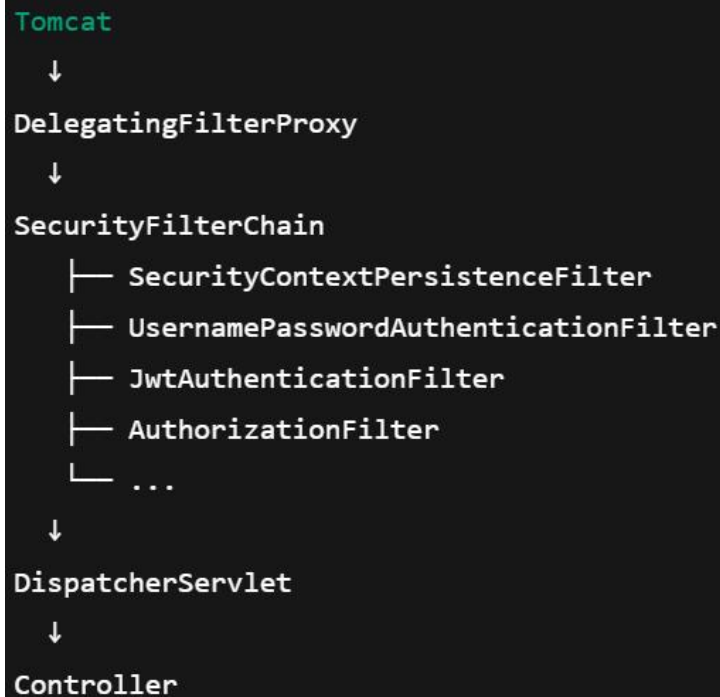 Tomcat
↓
DelegatingFilterProxy
↓
SecurityFilterChain
├── SecurityContextPersistenceFilter
├── UsernamePasswordAuthenticationFilter
├── JwtAuthenticationFilter
├── AuthorizationFilter
└── ...
↓
DispatcherServlet
↓
Controller